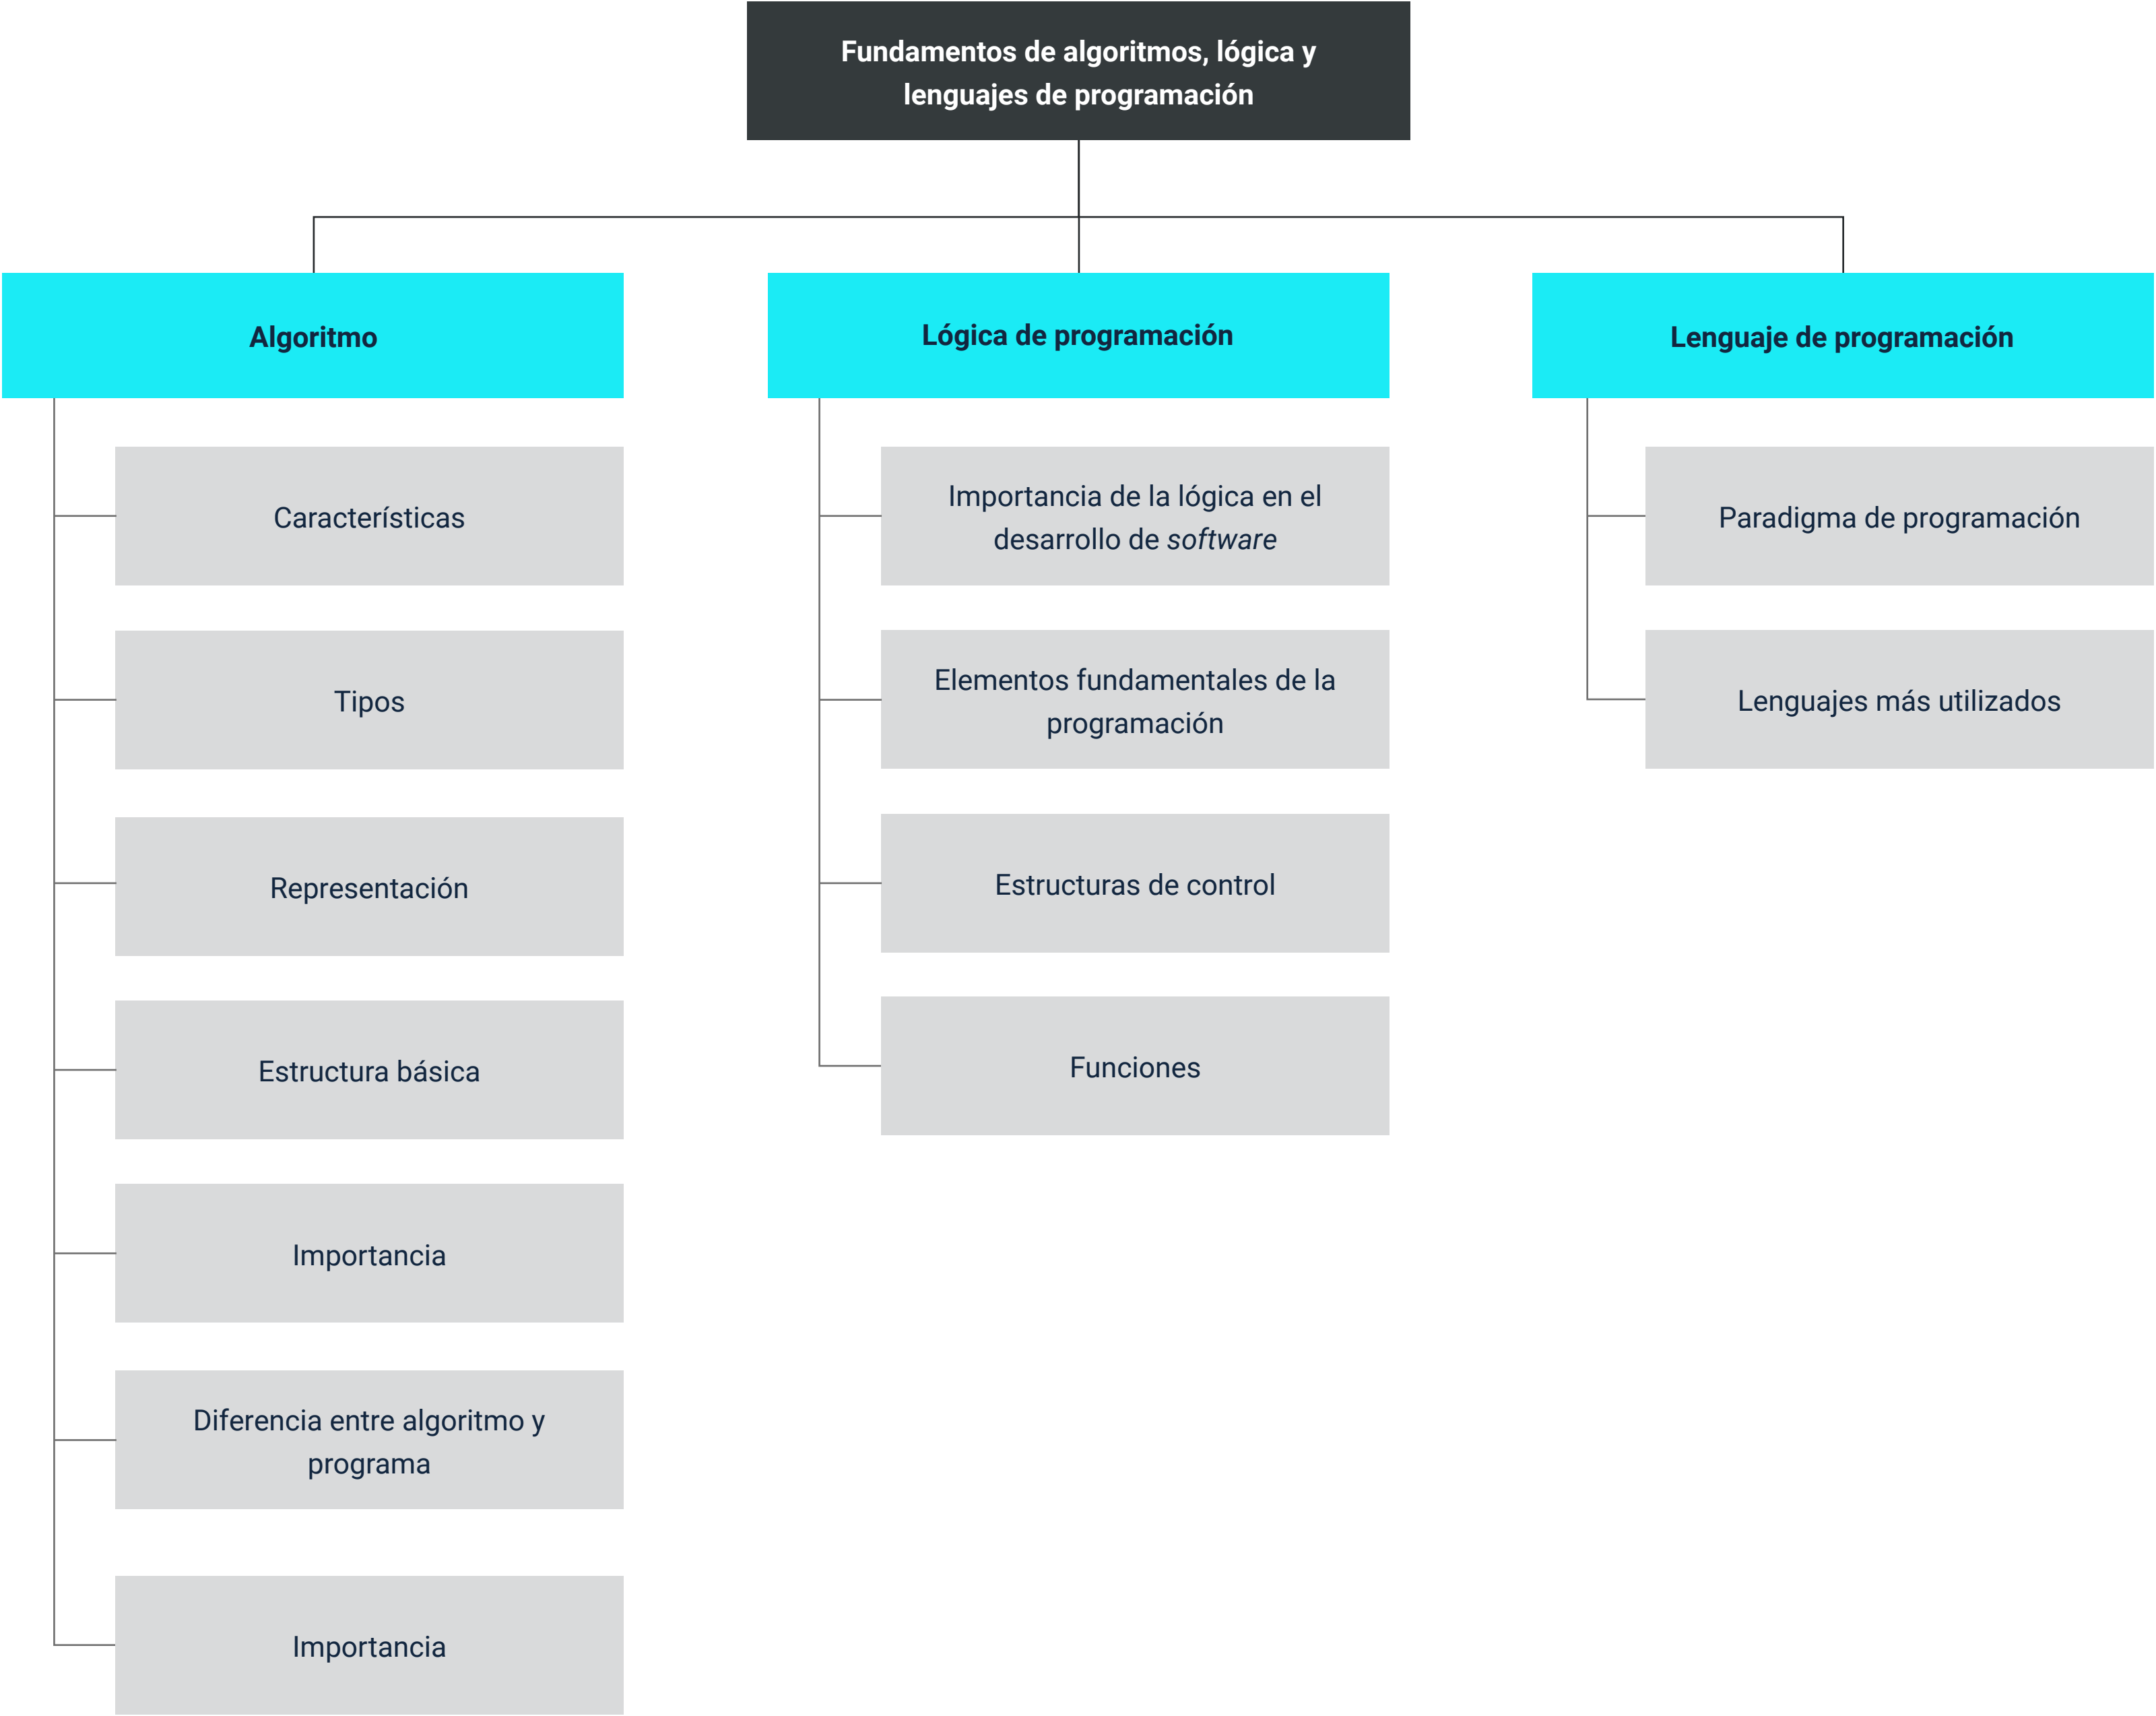 Fundamentos de algoritmos, lógica y
lenguajes de programación
Algoritmo
Características
Tipos
Representación
Estructura básica
Importancia
Diferencia entre algoritmo y
programa
Importancia
Lógica de programación
Importancia de la lógica en el
desarrollo de software
Elementos fundamentales de la
programación
Estructuras de control
Funciones
Lenguaje de programación
Paradigma de programación
Lenguajes más utilizados